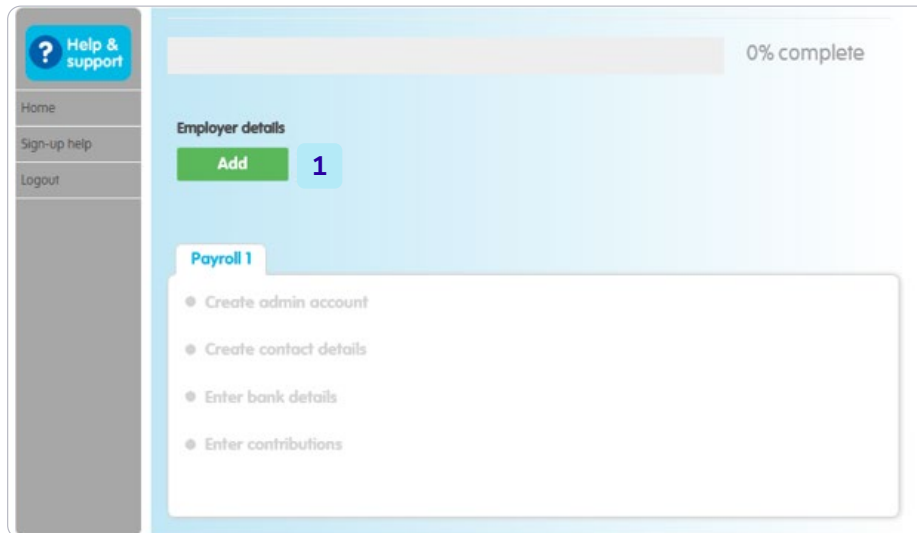 ? Help &
support
Home
Sign-up help
Logout
0% complete
Employer details
Add
1
Payroll 1
Create admin account
Create contact details
Enter bank details
Enter contributions